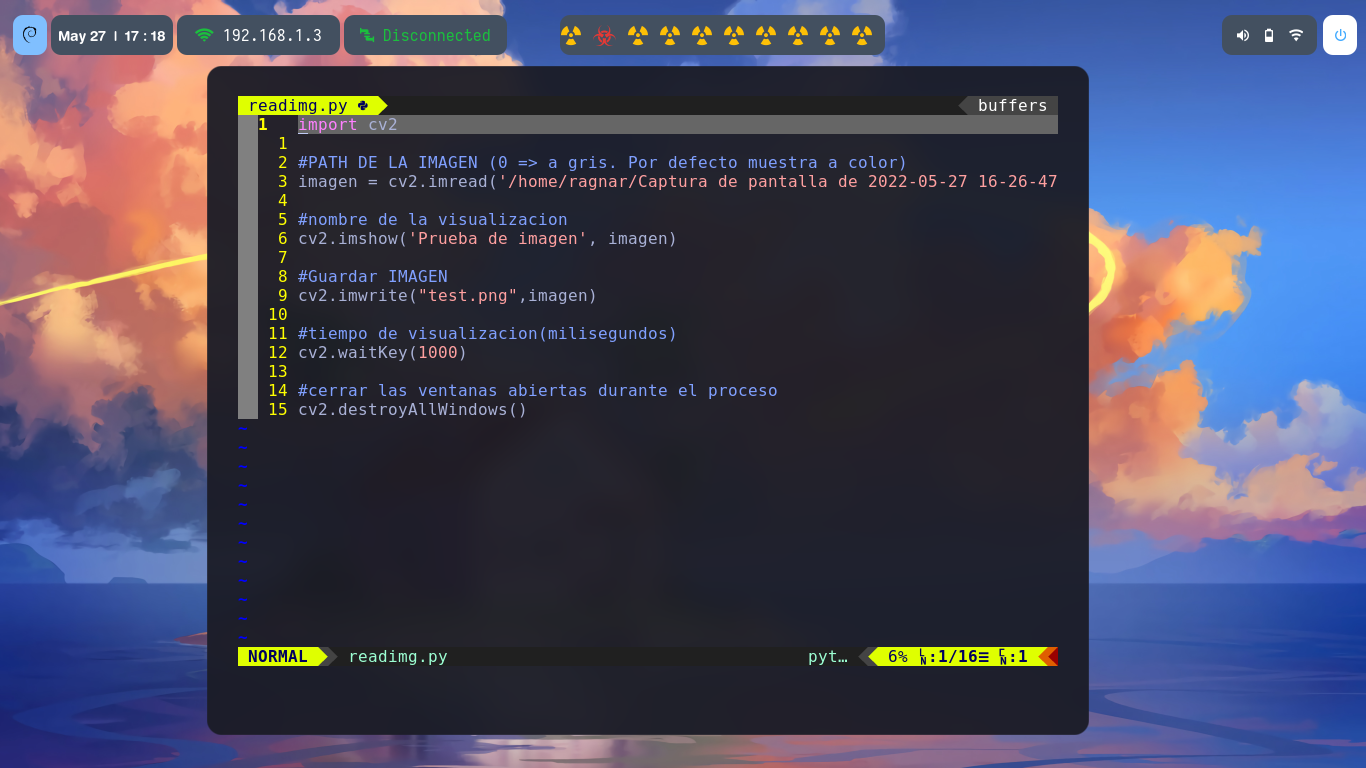 May 27 | 17 : 18
192.168.1.3
Disconnected
readimg.py
buffers
1 import cv2
1
2 #PATH DE LA IMAGEN (0 => a gris. Por defecto muestra a color)
3 imagen = cv2.imread('/home/ragnar/Captura de pantalla de 2022-05-27 16-26-47
4
5 #nombre de la visualizacion
6 cv2.imshow('Prueba de imagen', imagen)
7
8 #Guardar IMAGEN
9 cv2.imwrite("test.png",imagen)
10
11 #tiempo de visualizacion(milisegundos)
12 cv2.waitKey(1000)
13
14 #cerrar las ventanas abiertas durante el proceso
15 cv2.destroyAllWindows()
~
~
~
~
~
~
~
~
~
~
~
~
NORMAL readimg.py pyt… 6% LN:1/16≡ CN:1